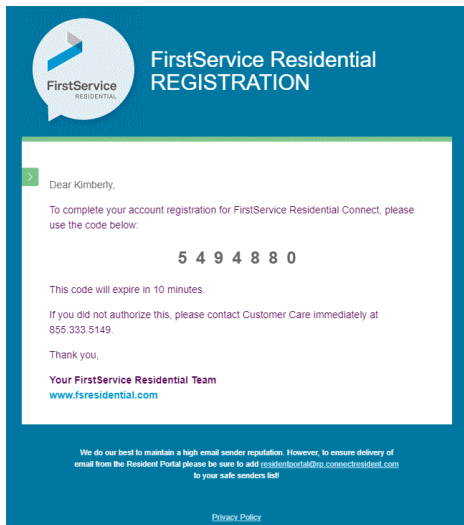 FirstService
RESIDENTIAL
FirstService Residential
REGISTRATION
Dear Kimberly,
To complete your account registration for FirstService Residential Connect, please
use the code below:
5 4 9 4 8 8 0
This code will expire in 10 minutes.
If you did not authorize this, please contact Customer Care immediately at
855.333.5149.
Thank you,
Your FirstService Residential Team
www.fsresidential.com
We do our best to maintain a high email sender reputation. However, to ensure delivery of
email from the Resident Portal please be sure to add residentportal@rp.connectresident.com
to your safe senders list!
Privacy Policy